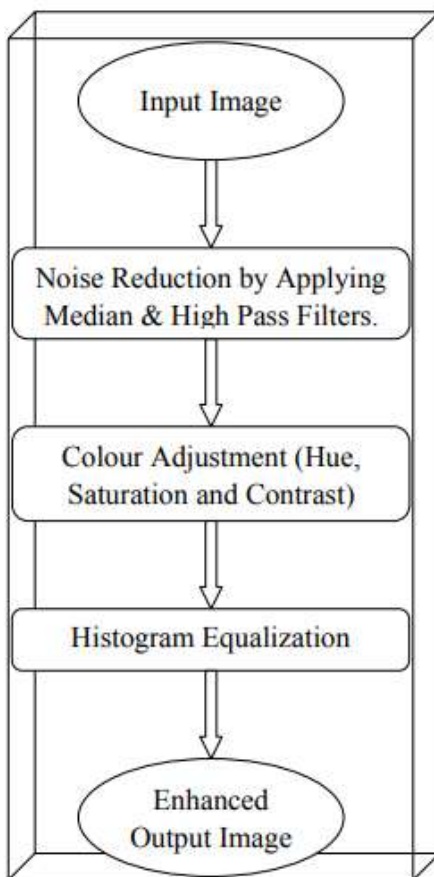 Input Image
Noise Reduction by Applying
Median & High Pass Filters.
Colour Adjustment (Hue,
Saturation and Contrast)
Histogram Equalization
Enhanced
Output Image